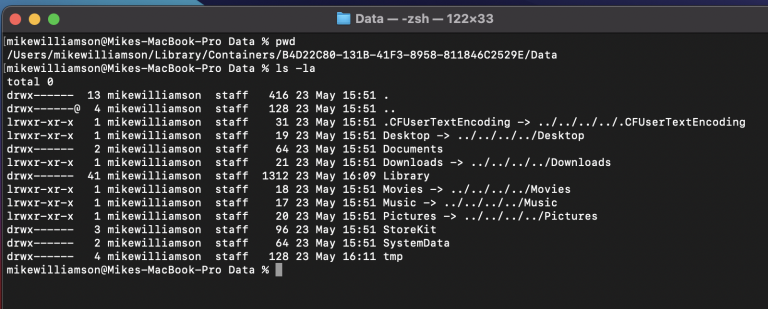 Data — -zsh — 122×33
[mikewilliamson@Mikes-MacBook-Pro Data % pwd
/Users/mikewilliamson/Library/Containers/B4D22C80-131B-41F3-8958-811846C2529E/Data
[mikewilliamson@Mikes-MacBook-Pro Data % ls -la
total 0
drwx------  13 mikewilliamson  staff   416 23 May 15:51 .
drwx------@  4 mikewilliamson  staff   128 23 May 15:51 ..
lrwxr-xr-x   1 mikewilliamson  staff    31 23 May 15:51 .CFUserTextEncoding -> ../../../../.CFUserTextEncoding
lrwxr-xr-x   1 mikewilliamson  staff    19 23 May 15:51 Desktop -> ../../../../Desktop
drwx------   2 mikewilliamson  staff    64 23 May 15:51 Documents
lrwxr-xr-x   1 mikewilliamson  staff    21 23 May 15:51 Downloads -> ../../../../Downloads
drwx------  41 mikewilliamson  staff  1312 23 May 16:09 Library
lrwxr-xr-x   1 mikewilliamson  staff    18 23 May 15:51 Movies -> ../../../../Movies
lrwxr-xr-x   1 mikewilliamson  staff    17 23 May 15:51 Music -> ../../../../Music
lrwxr-xr-x   1 mikewilliamson  staff    20 23 May 15:51 Pictures -> ../../../../Pictures
drwx------   3 mikewilliamson  staff    96 23 May 15:51 StoreKit
drwx------   2 mikewilliamson  staff    64 23 May 15:51 SystemData
drwx------   4 mikewilliamson  staff   128 23 May 16:11 tmp
mikewilliamson@Mikes-MacBook-Pro Data %